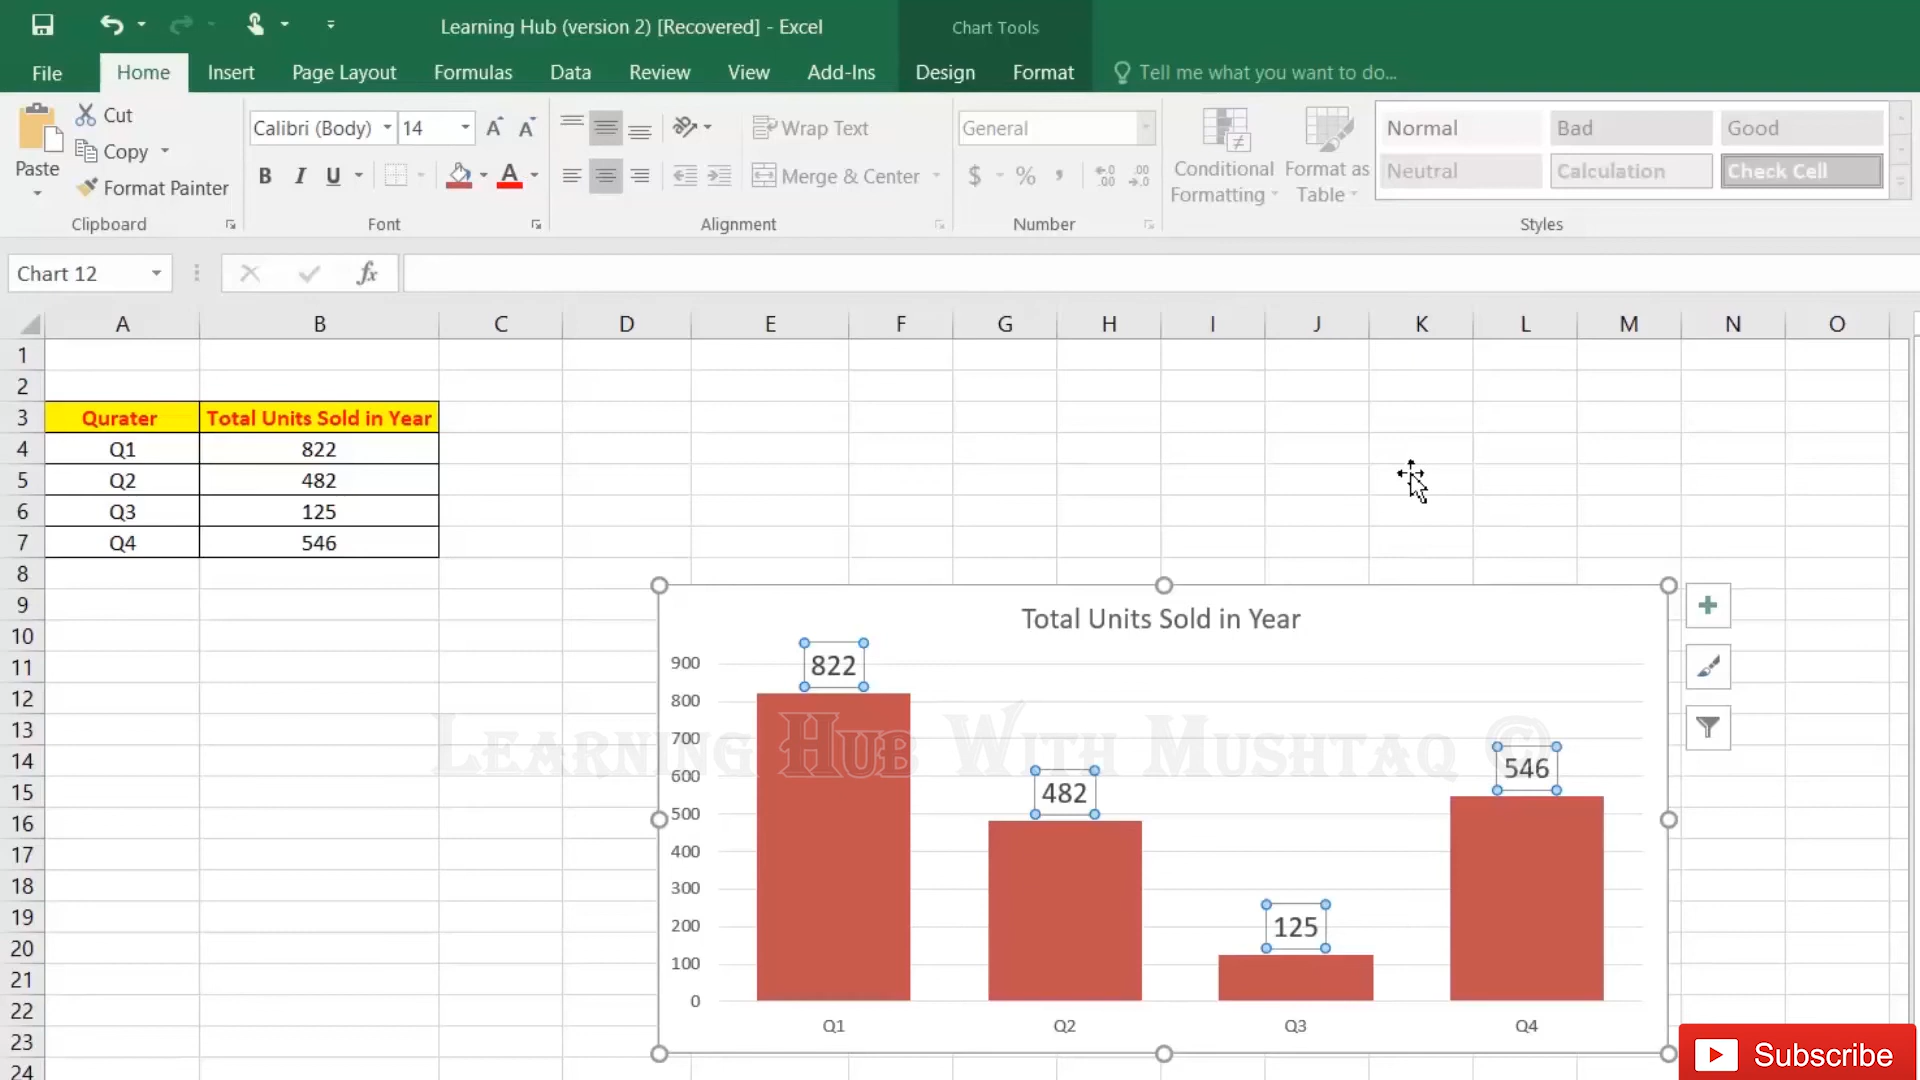 Learning Hub (version 2) [Recovered] - Excel
Chart Tools
File Home Insert Page Layout Formulas Data Review View Add-Ins Design Format Tell me what you want to do...
Paste
Cut
Copy
Format Painter
Clipboard
Calibri (Body) 14
B I U A
Font
Wrap Text
Merge & Center
Alignment
General
$ % , .0 .00 .00 .0
Number
Conditional Formatting
Format as Table
Normal Bad Good
Neutral Calculation Check Cell
Styles
Chart 12 fx
A B C D E F G H I J K L M N O
1
2
3 Qurater Total Units Sold in Year
4 Q1 822
5 Q2 482
6 Q3 125
7 Q4 546
8
9
10
11
12
13
14
15
16
17
18
19
20
21
22
23
24
Total Units Sold in Year
900
800
700
600
500
400
300
200
100
0
822
482
125
546
Q1 Q2 Q3 Q4
Learning Hub With Mushtaq ©
Subscribe